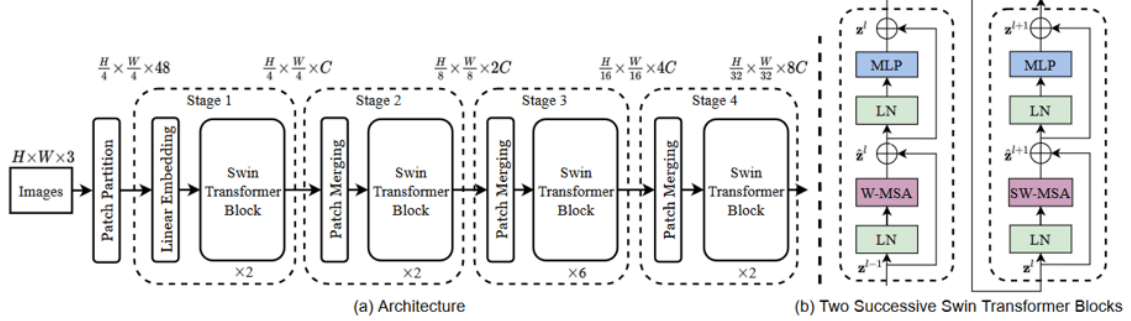 H/4 × W/4 × 48
H/4 × W/4 × C
H/8 × W/8 × 2C
H/16 × W/16 × 4C
H/32 × W/32 × 8C
H×W×3
Images
Patch Partition
Stage 1
Linear Embedding
Swin
Transformer
Block
×2
Stage 2
Patch Merging
Swin
Transformer
Block
×2
Stage 3
Patch Merging
Swin
Transformer
Block
×6
Stage 4
Patch Merging
Swin
Transformer
Block
×2
(a) Architecture
z^l
MLP
LN
ẑ^l
W-MSA
LN
z^{l-1}
z^{l+1}
MLP
LN
ẑ^{l+1}
SW-MSA
LN
z^l
(b) Two Successive Swin Transformer Blocks